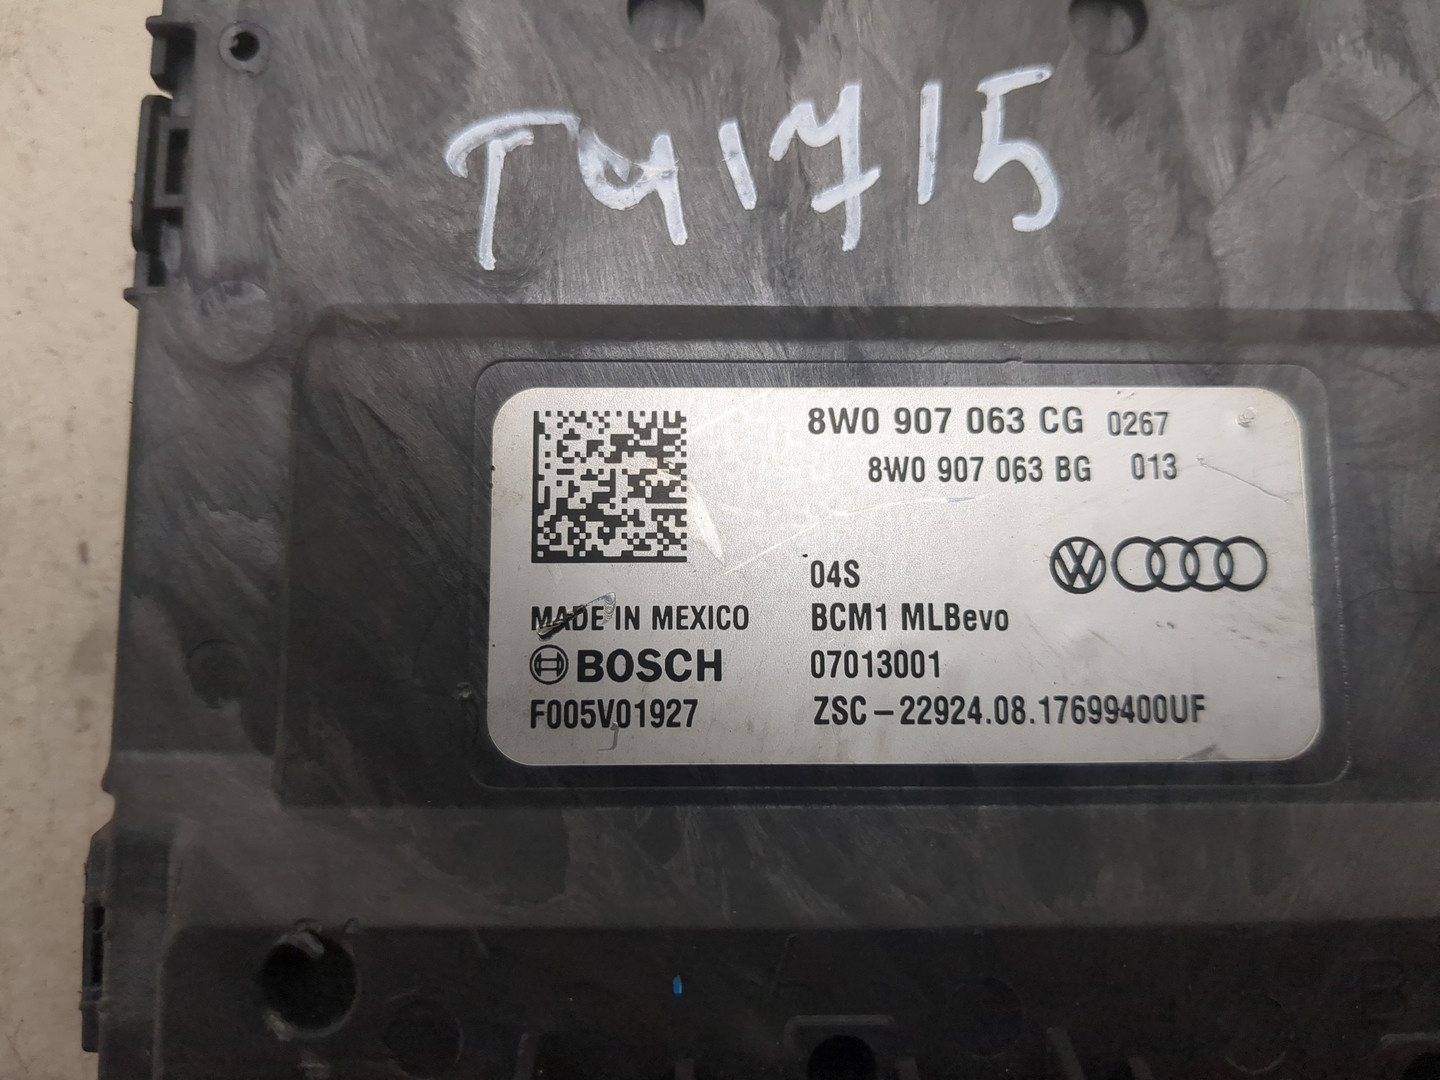 T41715
8W0 907 063 CG 0267
8W0 907 063 BG 013
04S
MADE IN MEXICO BCM1 MLBevo
BOSCH 07013001
F005V01927 ZSC-22924.08.17699400UF